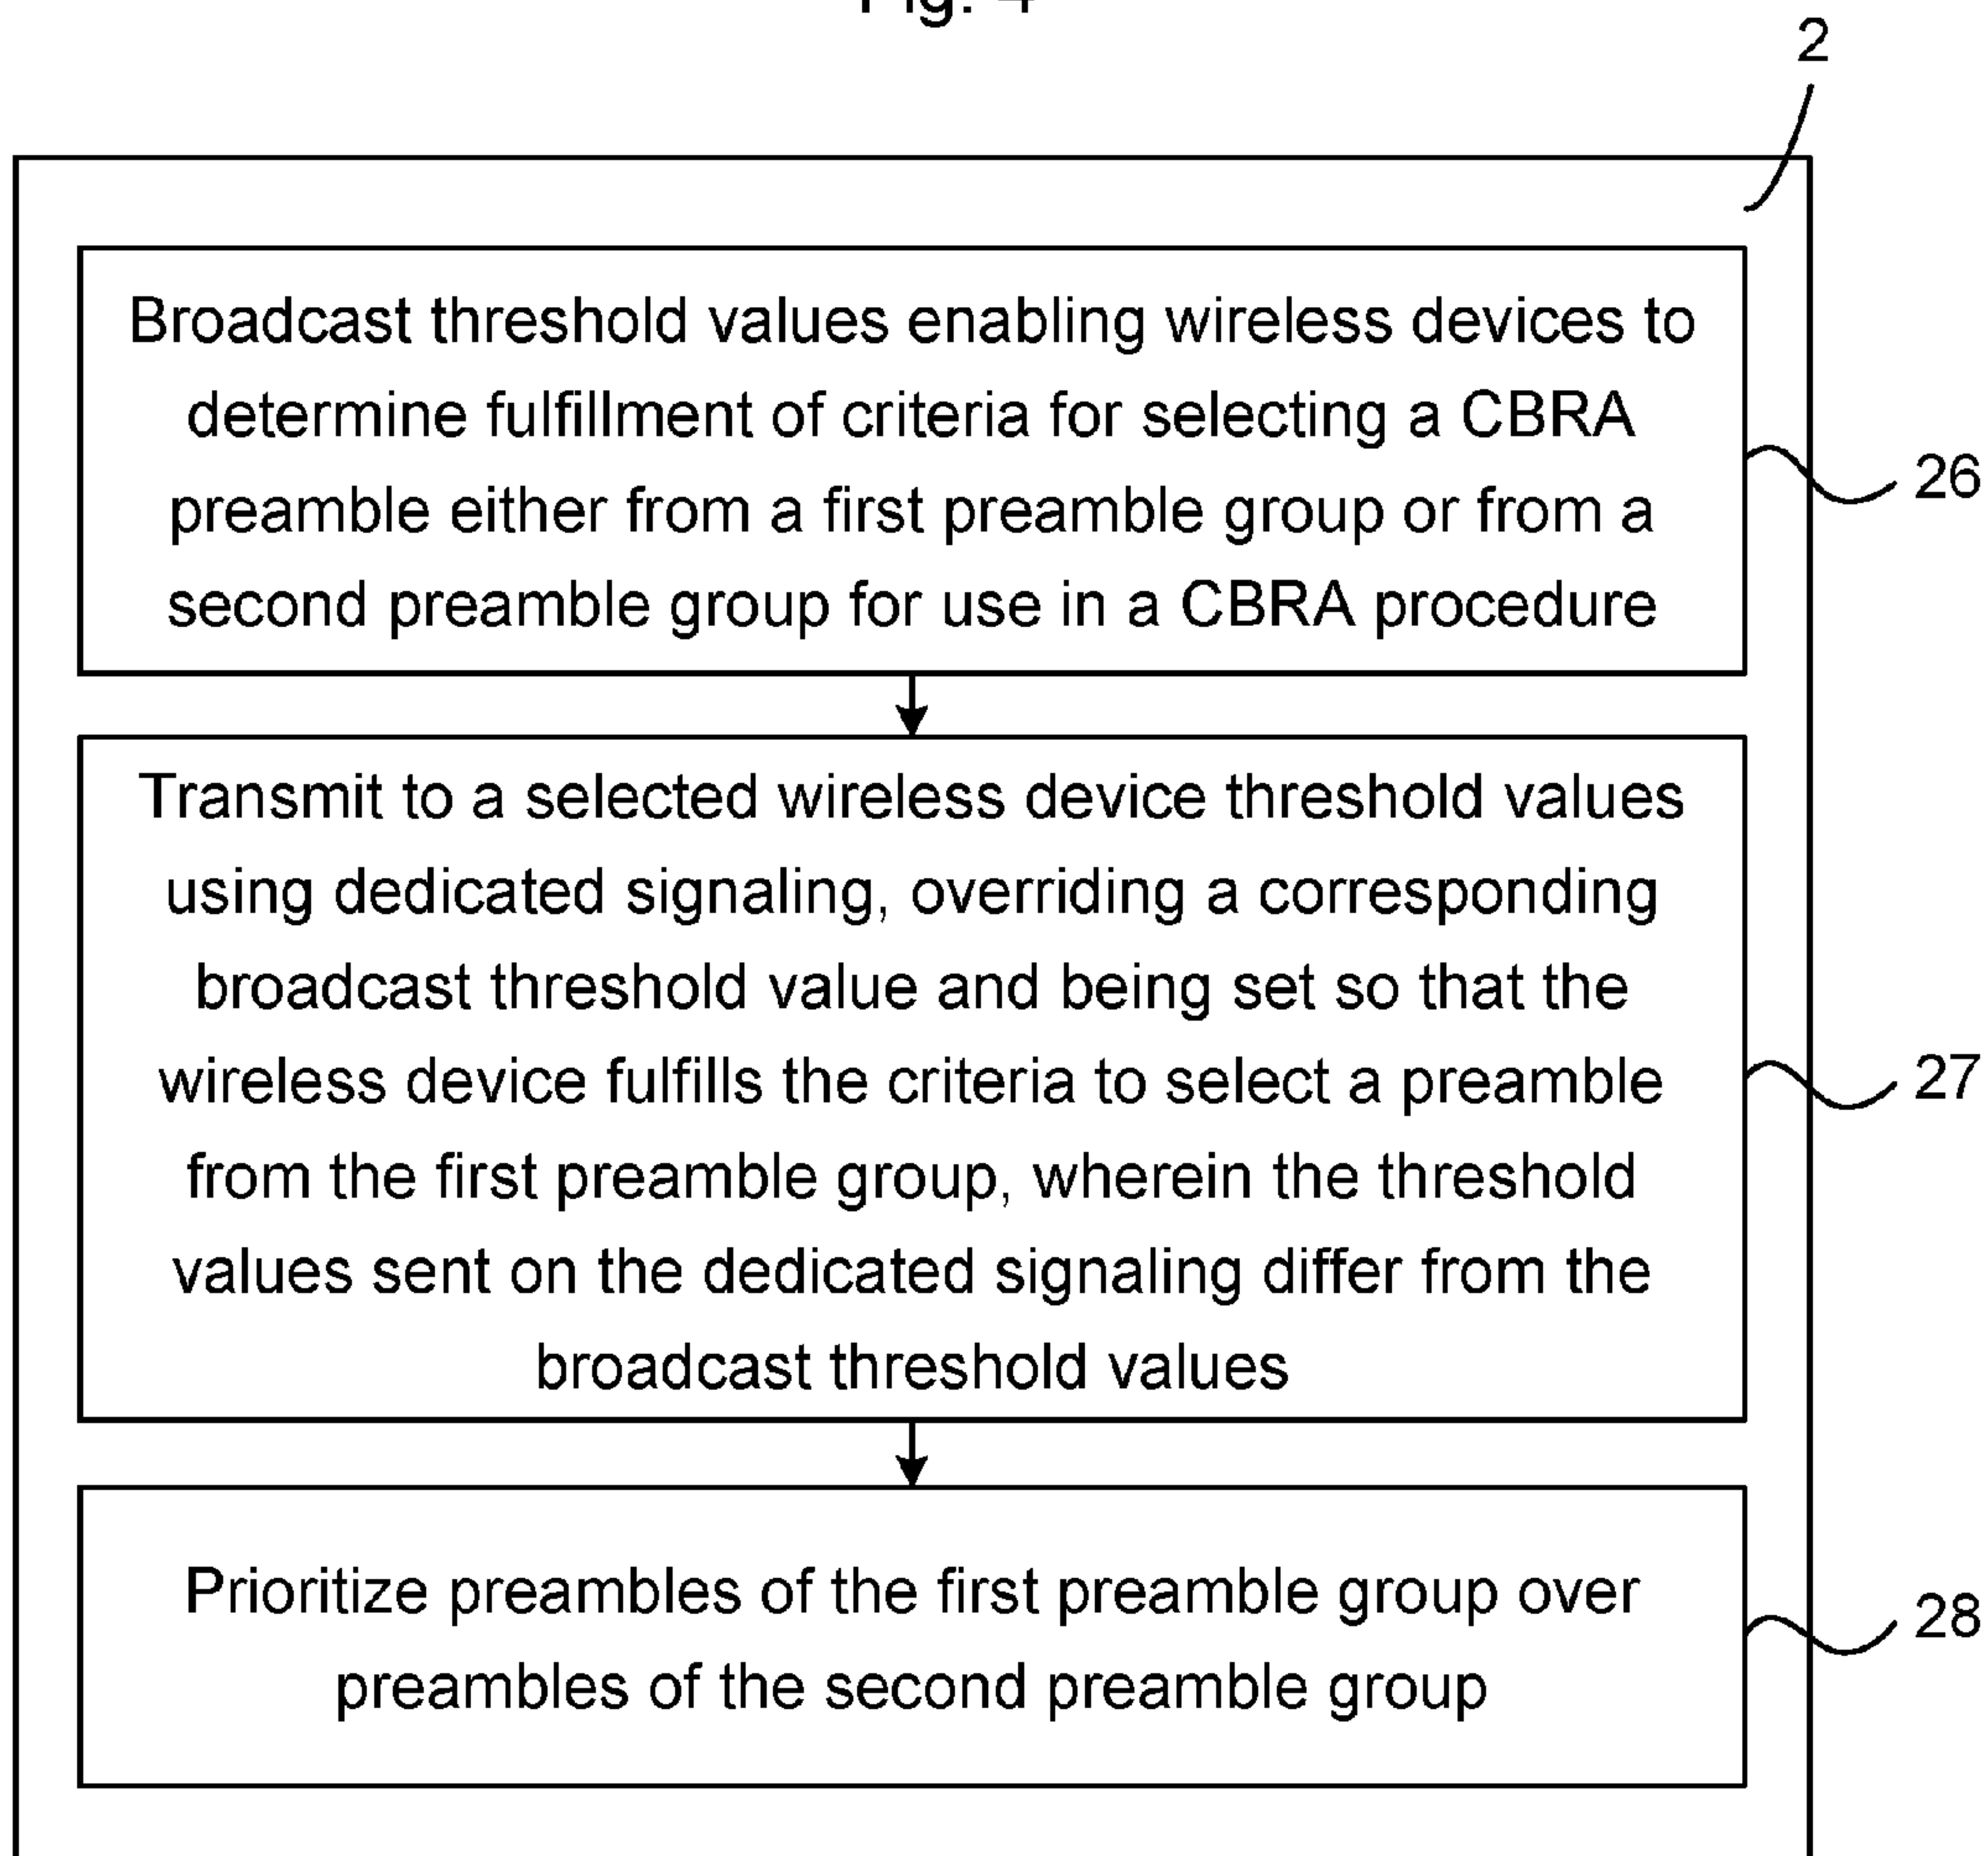 Fig. 4
2
Broadcast threshold values enabling wireless devices to
determine fulfillment of criteria for selecting a CBRA
preamble either from a first preamble group or from a
second preamble group for use in a CBRA procedure
26
Transmit to a selected wireless device threshold values
using dedicated signaling, overriding a corresponding
broadcast threshold value and being set so that the
wireless device fulfills the criteria to select a preamble
from the first preamble group, wherein the threshold
values sent on the dedicated signaling differ from the
broadcast threshold values
27
Prioritize preambles of the first preamble group over
preambles of the second preamble group
28